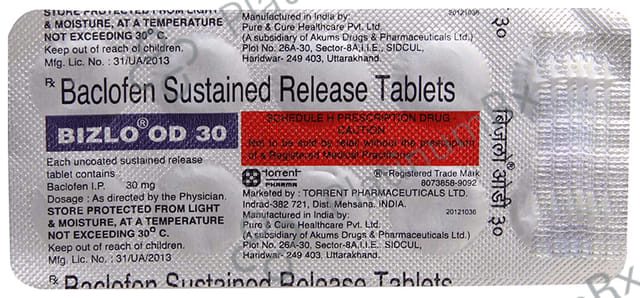 STORE PROTECTED FROM LIGHT
& MOISTURE, AT A TEMPERATURE
NOT EXCEEDING 30° C.
Keep out of reach of children.
Mfg. Lic. No. : 31/UA/2013
Manufactured in India by:
Pure & Cure Healthcare Pvt. Ltd.
(A subsidiary of Akums Drugs & Pharmaceuticals Ltd.)
Plot No. 26A-30, Sector-8A,I.I.E., SIDCUL,
Haridwar- 249 403, Uttarakhand.
20121036
३०
Rx Baclofen Sustained Release Tablets
BIZLO® OD 30
SCHEDULE H PRESCRIPTION DRUG -
CAUTION
Not to be sold by retail without the prescription
of a Registered Medical Practitioner.
Each uncoated sustained release
tablet contains
Baclofen I.P. 30 mg
Dosage : As directed by the Physician.
STORE PROTECTED FROM LIGHT
& MOISTURE, AT A TEMPERATURE
NOT EXCEEDING 30° C.
Keep out of reach of children.
Mfg. Lic. No. : 31/UA/2013
torrent
PHARMA
®-Registered Trade Mark
8073858-9092
Marketed by : TORRENT PHARMACEUTICALS LTD.
Indrad-382 721, Dist. Mehsana. INDIA.
Manufactured in India by:
Pure & Cure Healthcare Pvt. Ltd.
(A subsidiary of Akums Drugs & Pharmaceuticals Ltd.)
Plot No. 26A-30, Sector-8A,I.I.E., SIDCUL,
Haridwar- 249 403, Uttarakhand.
20121036
बिज़लो® ओडी ३०
Baclofen Sustained Release Tablets